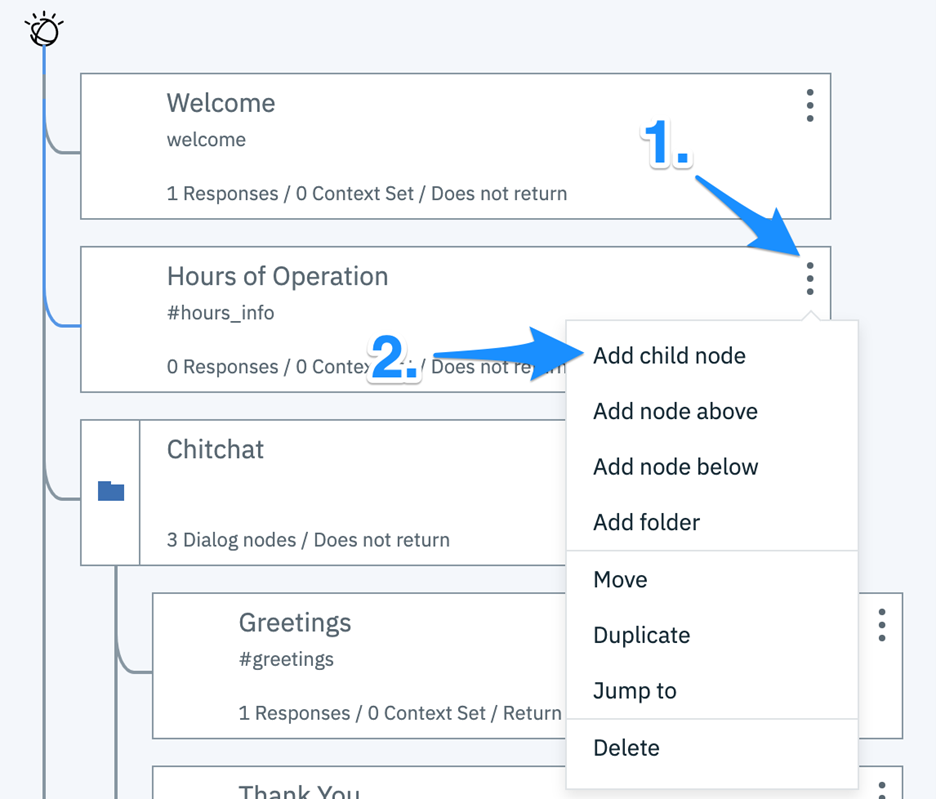 Welcome
welcome
1 Responses / 0 Context Set / Does not return
1.
Hours of Operation
#hours_info
0 Responses / 0 Conte
2.
/ Does not return
Add child node
Add node above
Add node below
Add folder
Move
Duplicate
Jump to
Delete
Chitchat
3 Dialog nodes / Does not return
Greetings
#greetings
1 Responses / 0 Context Set / Return
Thank You